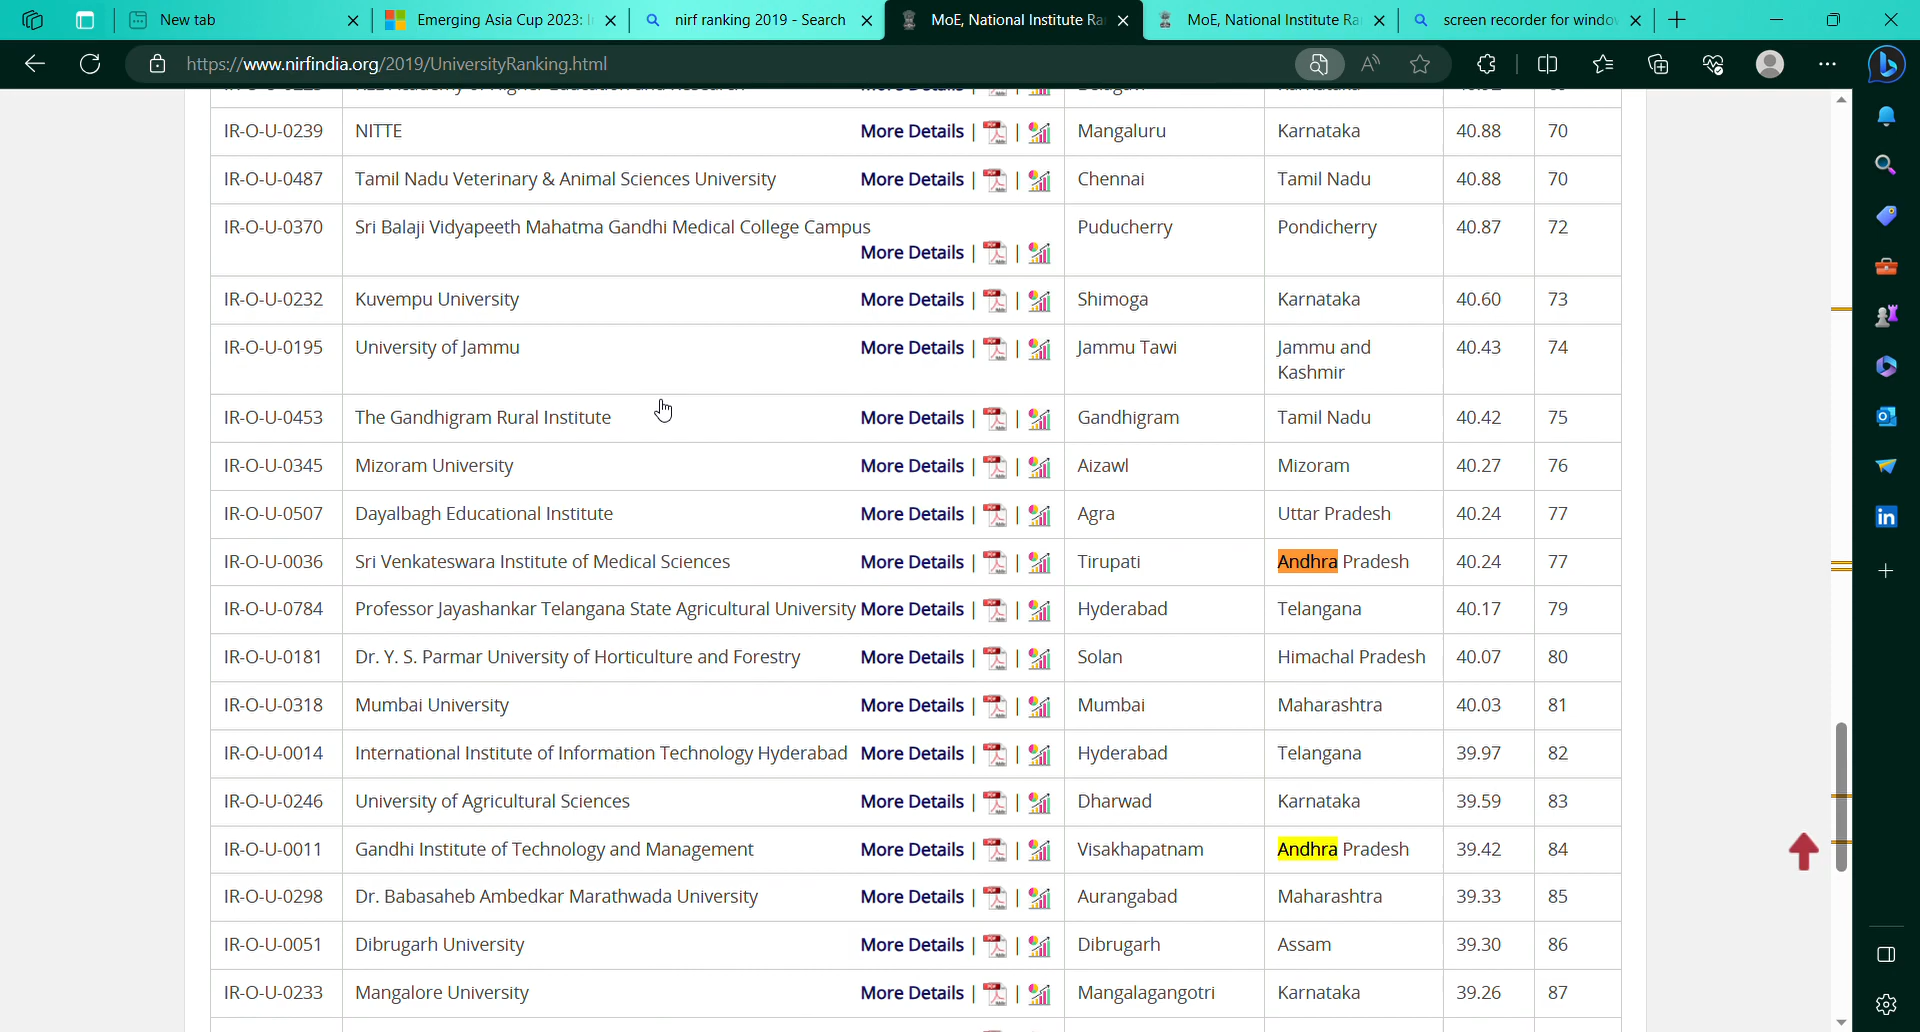 New tab
Emerging Asia Cup 2023:
nirf ranking 2019 - Search
MoE, National Institute Ra
MoE, National Institute Ra
screen recorder for windo
https://www.nirfindia.org/2019/UniversityRanking.html
IR-O-U-0239 NITTE More Details | | Mangaluru Karnataka 40.88 70
IR-O-U-0487 Tamil Nadu Veterinary & Animal Sciences University More Details | | Chennai Tamil Nadu 40.88 70
IR-O-U-0370 Sri Balaji Vidyapeeth Mahatma Gandhi Medical College Campus Puducherry Pondicherry 40.87 72
More Details | |
IR-O-U-0232 Kuvempu University More Details | | Shimoga Karnataka 40.60 73
IR-O-U-0195 University of Jammu More Details | | Jammu Tawi Jammu and 40.43 74
Kashmir
IR-O-U-0453 The Gandhigram Rural Institute More Details | | Gandhigram Tamil Nadu 40.42 75
IR-O-U-0345 Mizoram University More Details | | Aizawl Mizoram 40.27 76
IR-O-U-0507 Dayalbagh Educational Institute More Details | | Agra Uttar Pradesh 40.24 77
IR-O-U-0036 Sri Venkateswara Institute of Medical Sciences More Details | | Tirupati Andhra Pradesh 40.24 77
IR-O-U-0784 Professor Jayashankar Telangana State Agricultural University More Details | | Hyderabad Telangana 40.17 79
IR-O-U-0181 Dr. Y. S. Parmar University of Horticulture and Forestry More Details | | Solan Himachal Pradesh 40.07 80
IR-O-U-0318 Mumbai University More Details | | Mumbai Maharashtra 40.03 81
IR-O-U-0014 International Institute of Information Technology Hyderabad More Details | | Hyderabad Telangana 39.97 82
IR-O-U-0246 University of Agricultural Sciences More Details | | Dharwad Karnataka 39.59 83
IR-O-U-0011 Gandhi Institute of Technology and Management More Details | | Visakhapatnam Andhra Pradesh 39.42 84
IR-O-U-0298 Dr. Babasaheb Ambedkar Marathwada University More Details | | Aurangabad Maharashtra 39.33 85
IR-O-U-0051 Dibrugarh University More Details | | Dibrugarh Assam 39.30 86
IR-O-U-0233 Mangalore University More Details | | Mangalagangotri Karnataka 39.26 87